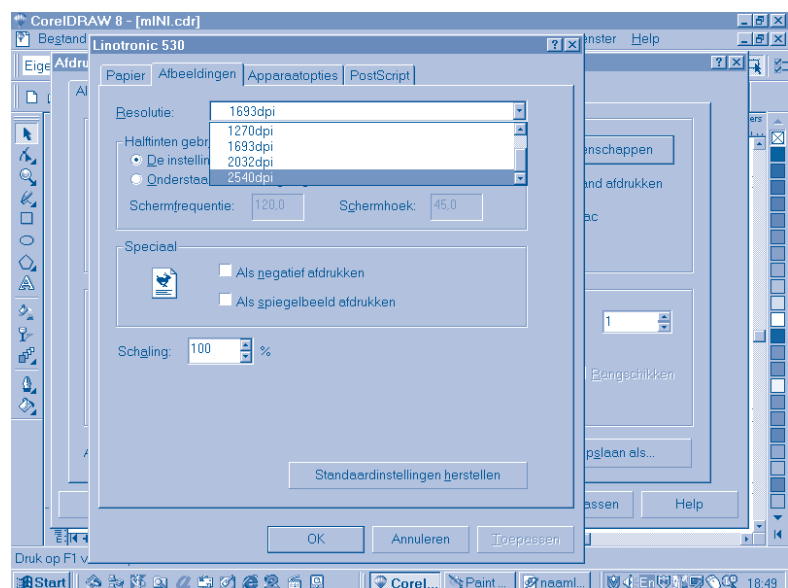 CorelDRAW 8 - [mINI.cdr]
Bestand
enster Help
Linotronic 530
Eige
Afdru
Papier Afbeeldingen Apparaatopties PostScript
Resolutie: 1693dpi
1270dpi
1693dpi
2032dpi
2540dpi
Halftinten gebr
De instellin
Onderstaa
Schermfrequentie: 120,0 Schermhoek: 45,0
enschappen
and afdrukken
ac
Speciaal
Als negatief afdrukken
Als spiegelbeeld afdrukken
1
Schaling: 100 %
Rangschikken
pslaan als...
Standaardinstellingen herstellen
assen Help
OK Annuleren Toepassen
Druk op F1 v
Start Corel... Paint ... naaml... En 18:49